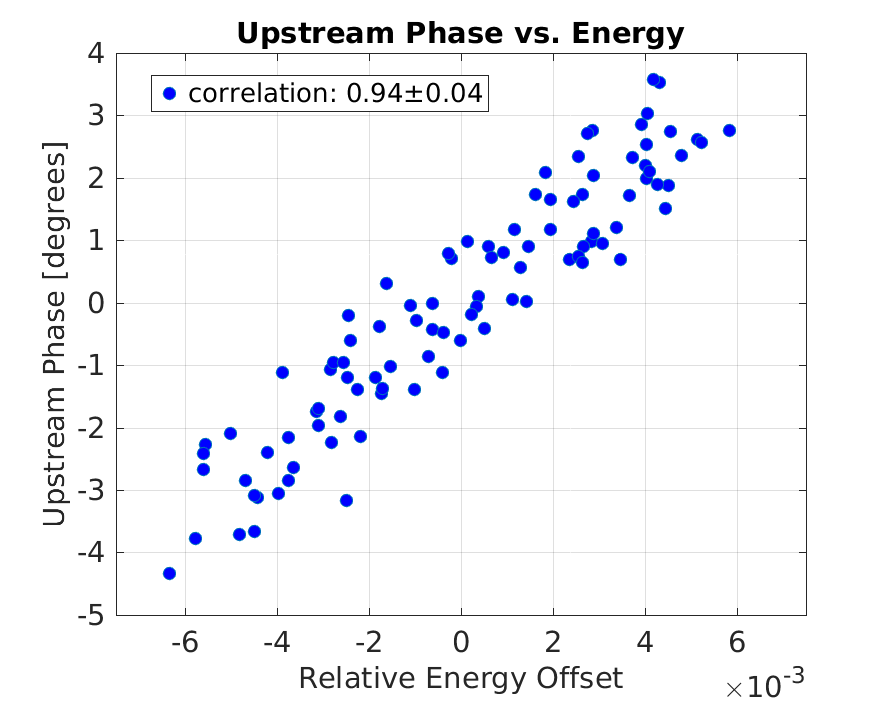 Upstream Phase vs. Energy
correlation: 0.94±0.04
Upstream Phase [degrees]
4
3
2
1
0
-1
-2
-3
-4
-5
-6 -4 -2 0 2 4 6
Relative Energy Offset
×10-3